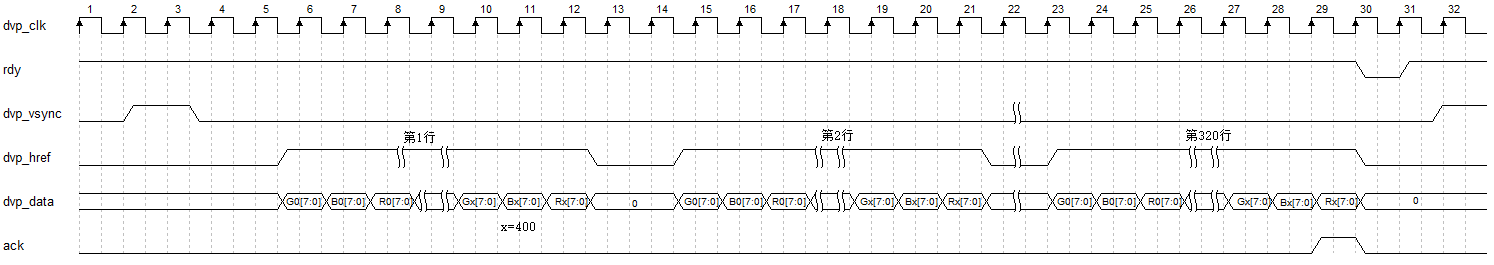 1 2 3 4 5 6 7 8 9 10 11 12 13 14 15 16 17 18 19 20 21 22 23 24 25 26 27 28 29 30 31 32
dvp_clk
rdy
dvp_vsync
第1行 第2行 第320行
dvp_href
dvp_data G0[7:0] B0[7:0] R0[7:0] Gx[7:0] Bx[7:0] Rx[7:0] 0 G0[7:0] B0[7:0] R0[7:0] Gx[7:0] Bx[7:0] Rx[7:0] G0[7:0] B0[7:0] R0[7:0] Gx[7:0] Bx[7:0] Rx[7:0] 0
x=400
ack